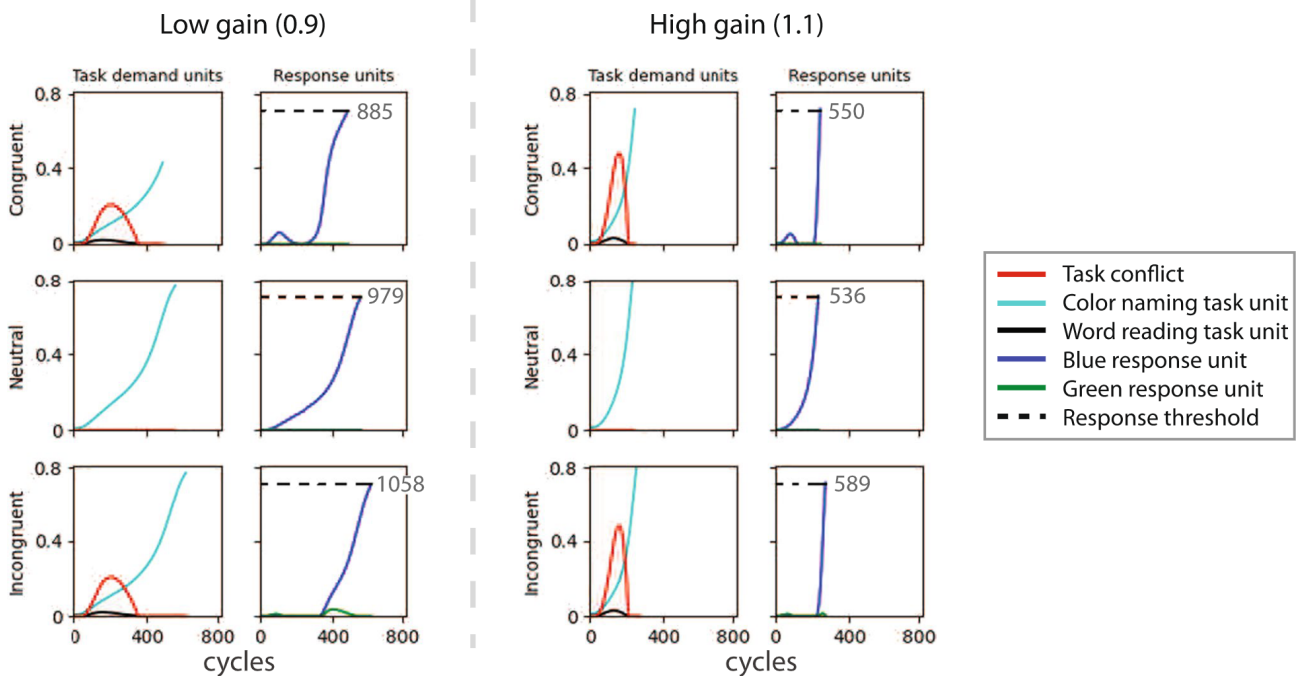 Low gain (0.9)
High gain (1.1)
Task demand units
Response units
Task demand units
Response units
Congruent
0.8
0.4
0
885
Congruent
0.8
0.4
0
550
Neutral
0.8
0.4
0
979
Neutral
0.8
0.4
0
536
Incongruent
0.8
0.4
0
1058
Incongruent
0.8
0.4
0
589
0 400 800
0 400 800
0 400 800
0 400 800
cycles
cycles
Task conflict
Color naming task unit
Word reading task unit
Blue response unit
Green response unit
Response threshold